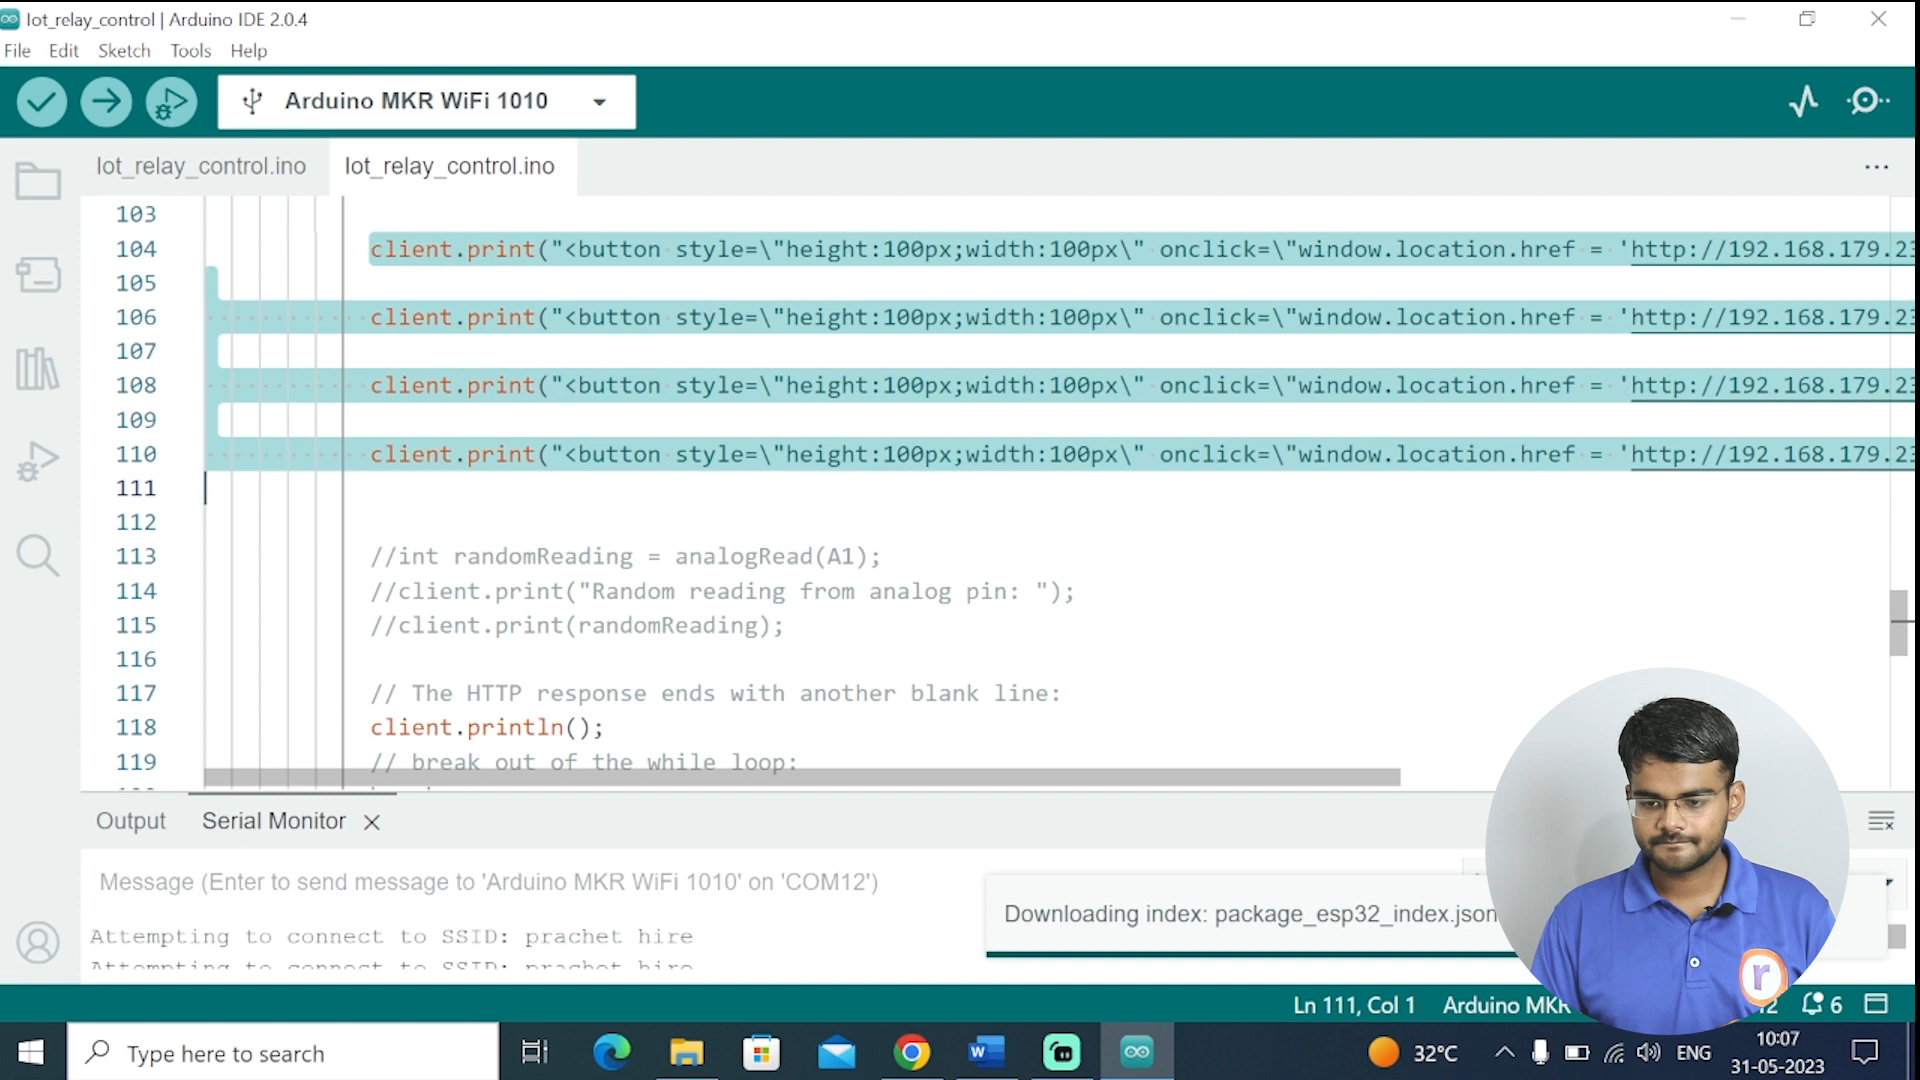 Iot_relay_control | Arduino IDE 2.0.4
File Edit Sketch Tools Help
Arduino MKR WiFi 1010
Iot_relay_control.ino Iot_relay_control.ino
103
104 client.print("<button style=\"height:100px;width:100px\" onclick=\"window.location.href = 'http://192.168.179.23
105
106 client.print("<button style=\"height:100px;width:100px\" onclick=\"window.location.href = 'http://192.168.179.23
107
108 client.print("<button style=\"height:100px;width:100px\" onclick=\"window.location.href = 'http://192.168.179.23
109
110 client.print("<button style=\"height:100px;width:100px\" onclick=\"window.location.href = 'http://192.168.179.23
111
112
113 //int randomReading = analogRead(A1);
114 //client.print("Random reading from analog pin: ");
115 //client.print(randomReading);
116
117 // The HTTP response ends with another blank line:
118 client.println();
119 // break out of the while loop:
Output Serial Monitor
Message (Enter to send message to 'Arduino MKR WiFi 1010' on 'COM12')
Downloading index: package_esp32_index.json
Attempting to connect to SSID: prachet hire
Attempting to connect to SSID: prachet hire
r
Ln 111, Col 1 Arduino MKR 12 6
Type here to search
32°C ENG
10:07
31-05-2023